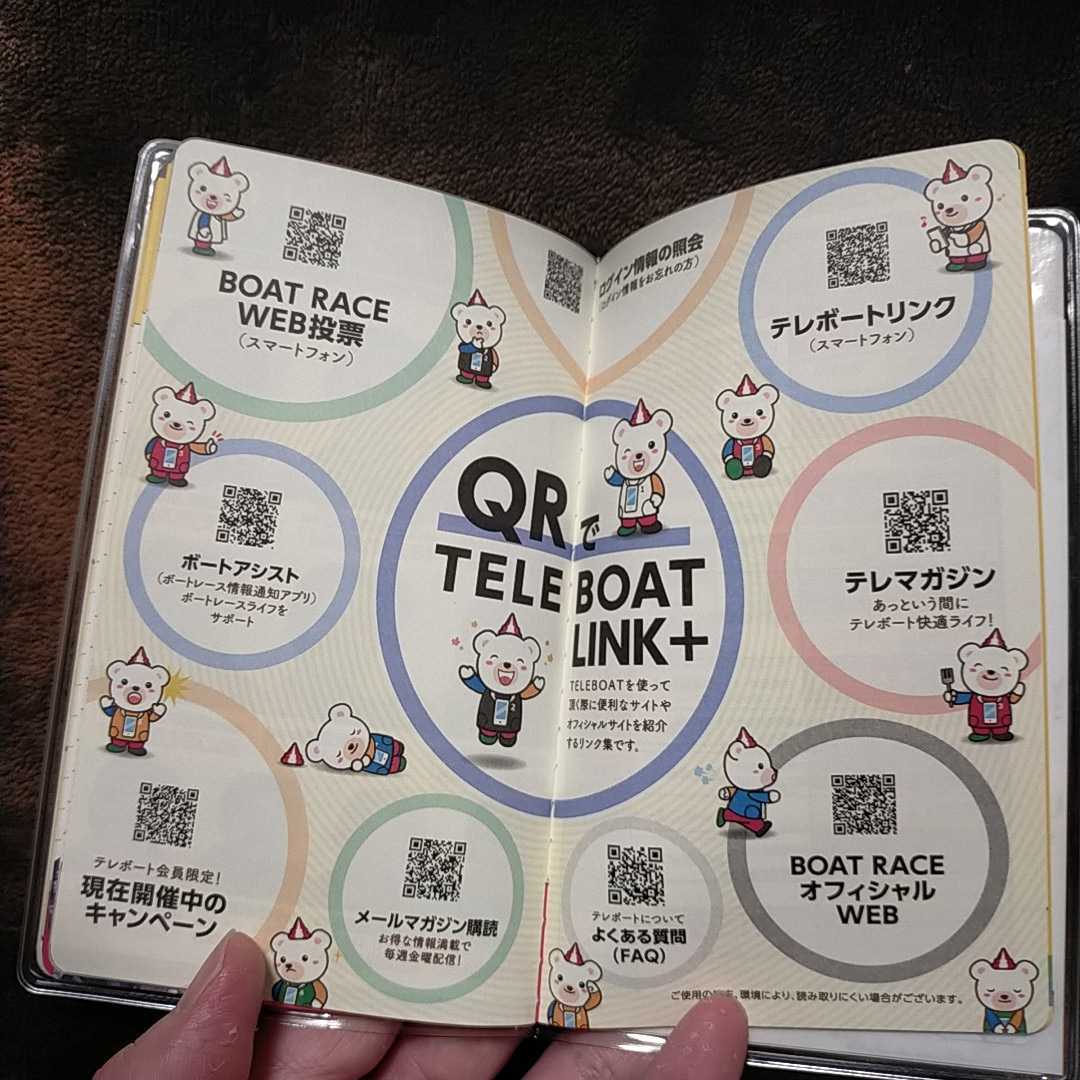 BOAT RACE
WEB投票
(スマートフォン)
ログイン情報の照会
(ログイン情報をお忘れの方)
テレボートリンク
(スマートフォン)
QRで
TELEBOAT
LINK+
TELEBOATを使って
頂く際に便利なサイトや
オフィシャルサイトを紹介
するリンク集です。
ボートアシスト
(ボートレース情報通知アプリ)
ボートレースライフを
サポート
テレマガジン
あっという間に
テレボート快適ライフ!
テレボート会員限定!
現在開催中の
キャンペーン
メールマガジン購読
お得な情報満載で
毎週金曜配信!
テレボートについて
よくある質問
(FAQ)
BOAT RACE
オフィシャル
WEB
ご使用の、環境により、読み取りにくい場合がございます。